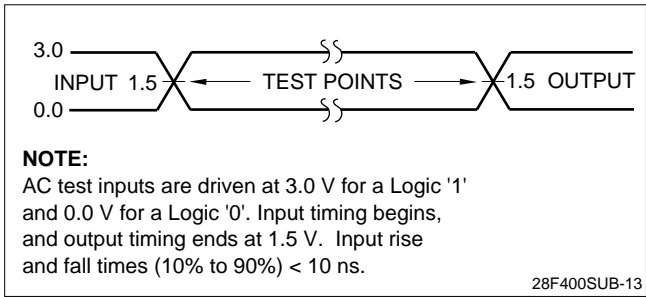 3.0
INPUT 1.5 TEST POINTS 1.5 OUTPUT
0.0
NOTE:
AC test inputs are driven at 3.0 V for a Logic '1'
and 0.0 V for a Logic '0'. Input timing begins,
and output timing ends at 1.5 V. Input rise
and fall times (10% to 90%) < 10 ns.
28F400SUB-13